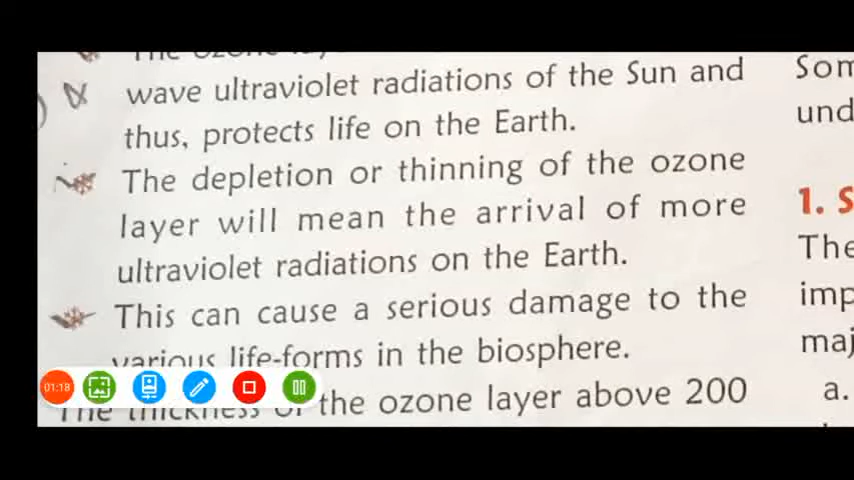 wave ultraviolet radiations of the Sun and
thus, protects life on the Earth.
The depletion or thinning of the ozone
layer will mean the arrival of more
ultraviolet radiations on the Earth.
This can cause a serious damage to the
various life-forms in the biosphere.
The thickness of the ozone layer above 200
01:18
Som
und
1. S
The
imp
maj
a.